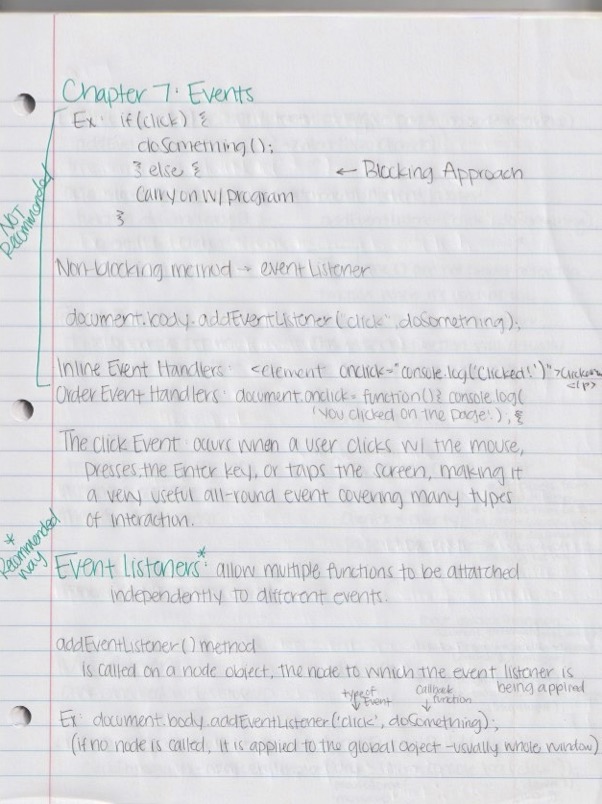 Chapter 7: Events
Ex: if(click) {
doSomething();
} else {
← Blocking Approach
carry on w/ program
}
NOT
Recommended
Non-blocking method → eventListener
document.body.addEventListener('click", doSomething);
Inline Event Handlers: <element onclick="console.log('Clicked!')">
</p>
Order Event Handlers: document.onclick = function(){ console.log(
'You clicked on the page!'); {
The click Event: occurs when a user clicks w/ the mouse,
presses the Enter key, or taps the screen, making it
a very useful all-round event covering many types
of interaction.
*
Recommended
way
Event Listeners*: allow multiple functions to be attatched
independently to different events.
addEventListener() method
is called on a node object, the node to which the event listener is
being applied
type of
Event
Callback
function
Ex: document.body.addEventListener('click', doSomething);
(if no node is called, it is applied to the global object - usually whole window)